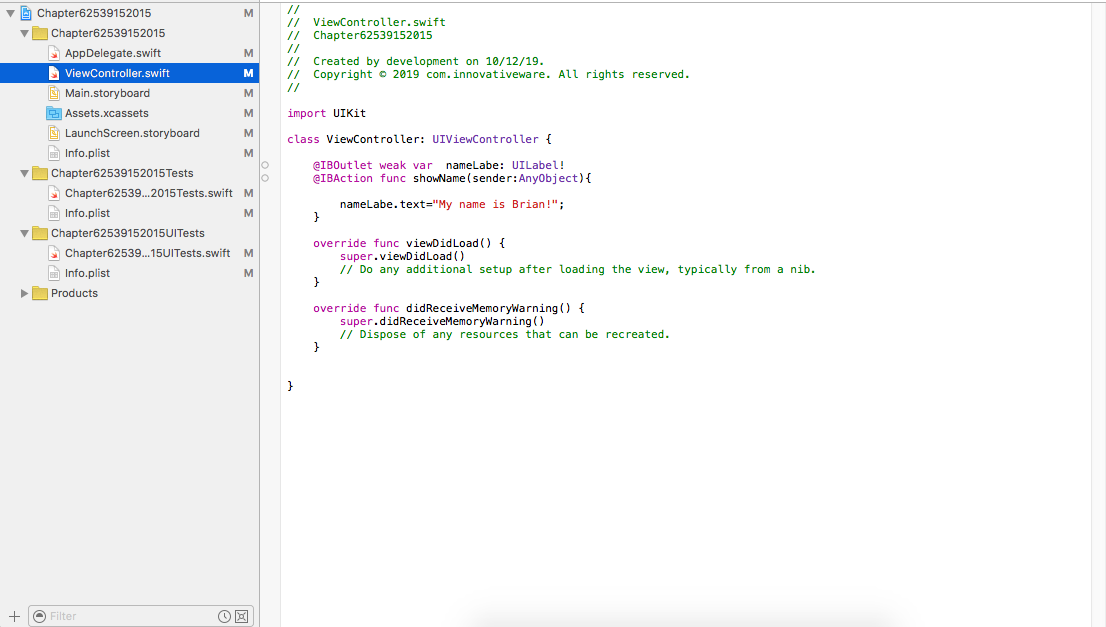 Chapter62539152015 M
Chapter62539152015
AppDelegate.swift M
ViewController.swift M
Main.storyboard M
Assets.xcassets M
LaunchScreen.storyboard M
Info.plist M
Chapter62539152015Tests
Chapter62539...2015Tests.swift M
Info.plist M
Chapter62539152015UITests
Chapter62539...15UITests.swift M
Info.plist M
Products
Filter
//
//  ViewController.swift
//  Chapter62539152015
//
//  Created by development on 10/12/19.
//  Copyright © 2019 com.innovativeware. All rights reserved.
//
import UIKit
class ViewController: UIViewController {
    @IBOutlet weak var  nameLabe: UILabel!
    @IBAction func showName(sender:AnyObject){
        nameLabe.text="My name is Brian!";
    }
    override func viewDidLoad() {
        super.viewDidLoad()
        // Do any additional setup after loading the view, typically from a nib.
    }
    override func didReceiveMemoryWarning() {
        super.didReceiveMemoryWarning()
        // Dispose of any resources that can be recreated.
    }
}